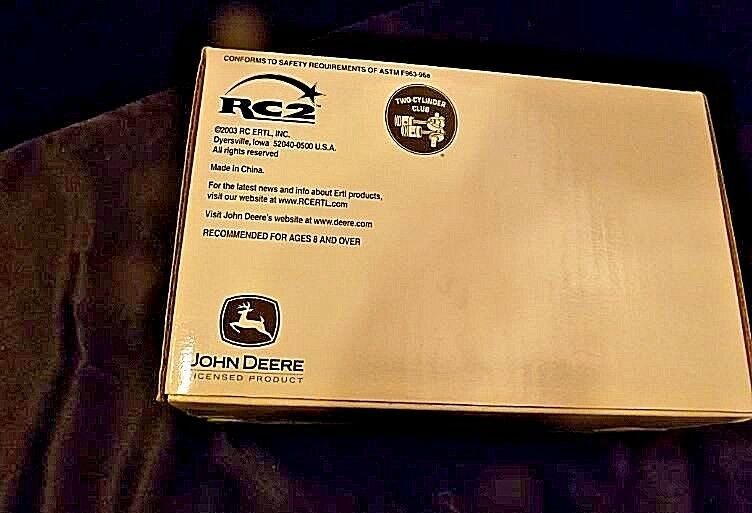 CONFORMS TO SAFETY REQUIREMENTS OF ASTM F963-96a
RC2
TWO-CYLINDER
CLUB
©2003 RC ERTL, INC.
Dyersville, Iowa 52040-0500 U.S.A.
All rights reserved
Made in China.
For the latest news and info about Ertl products,
visit our website at www.RCERTL.com
Visit John Deere's website at www.deere.com
RECOMMENDED FOR AGES 8 AND OVER
JOHN DEERE
LICENSED PRODUCT